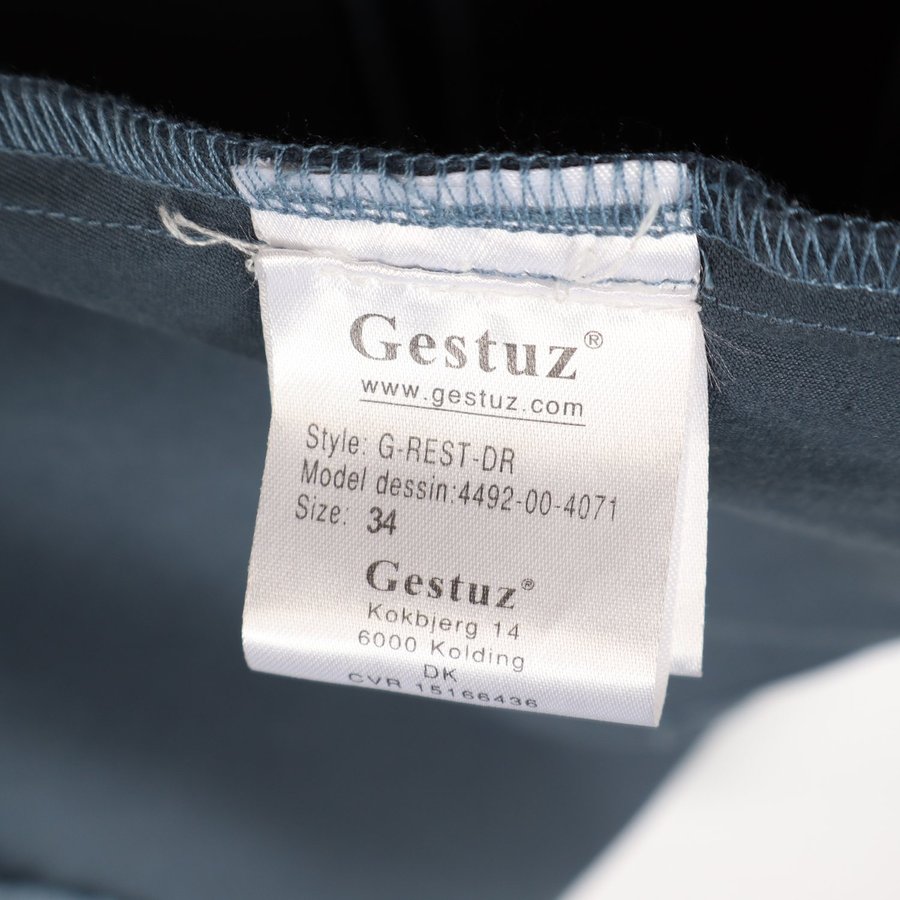 Gestuz®
www.gestuz.com
Style: G-REST-DR
Model dessin:4492-00-4071
Size: 34
Gestuz®
Kokbjerg 14
6000 Kolding
DK
CVR 15166436